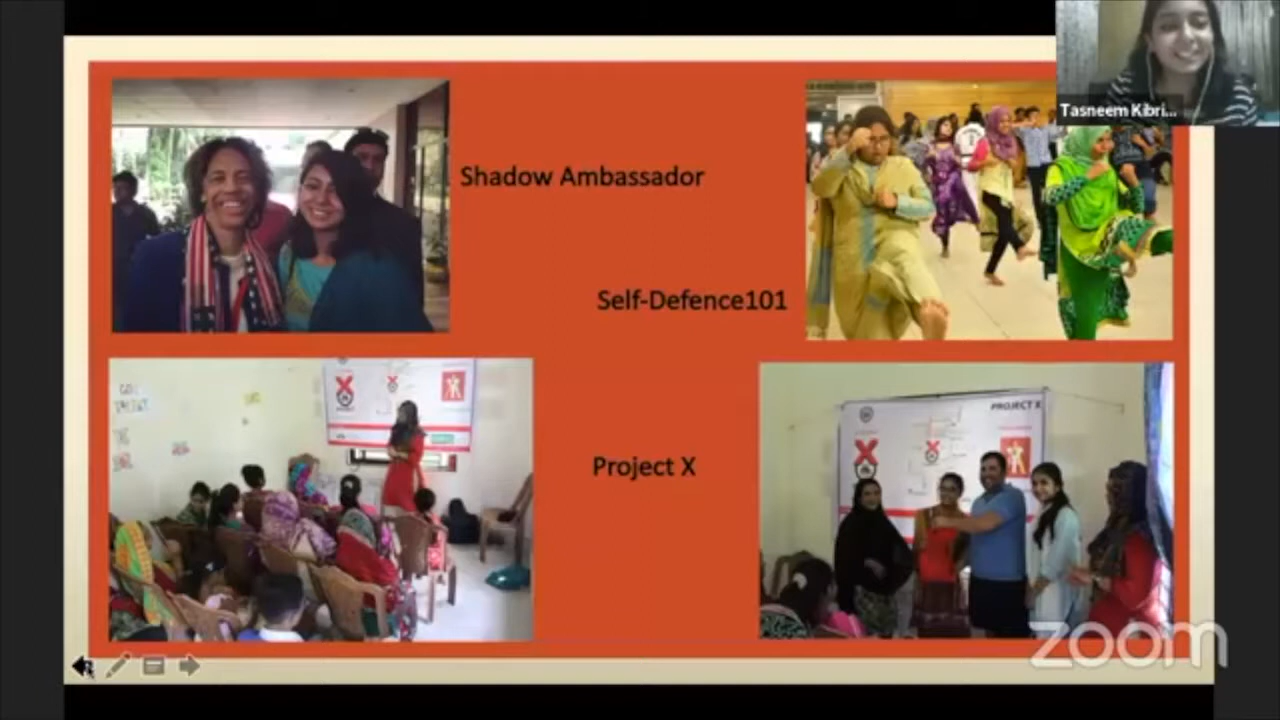 Tasneem Kibri...
Shadow Ambassador
Self-Defence101
Project X
PROJECT X
zoom